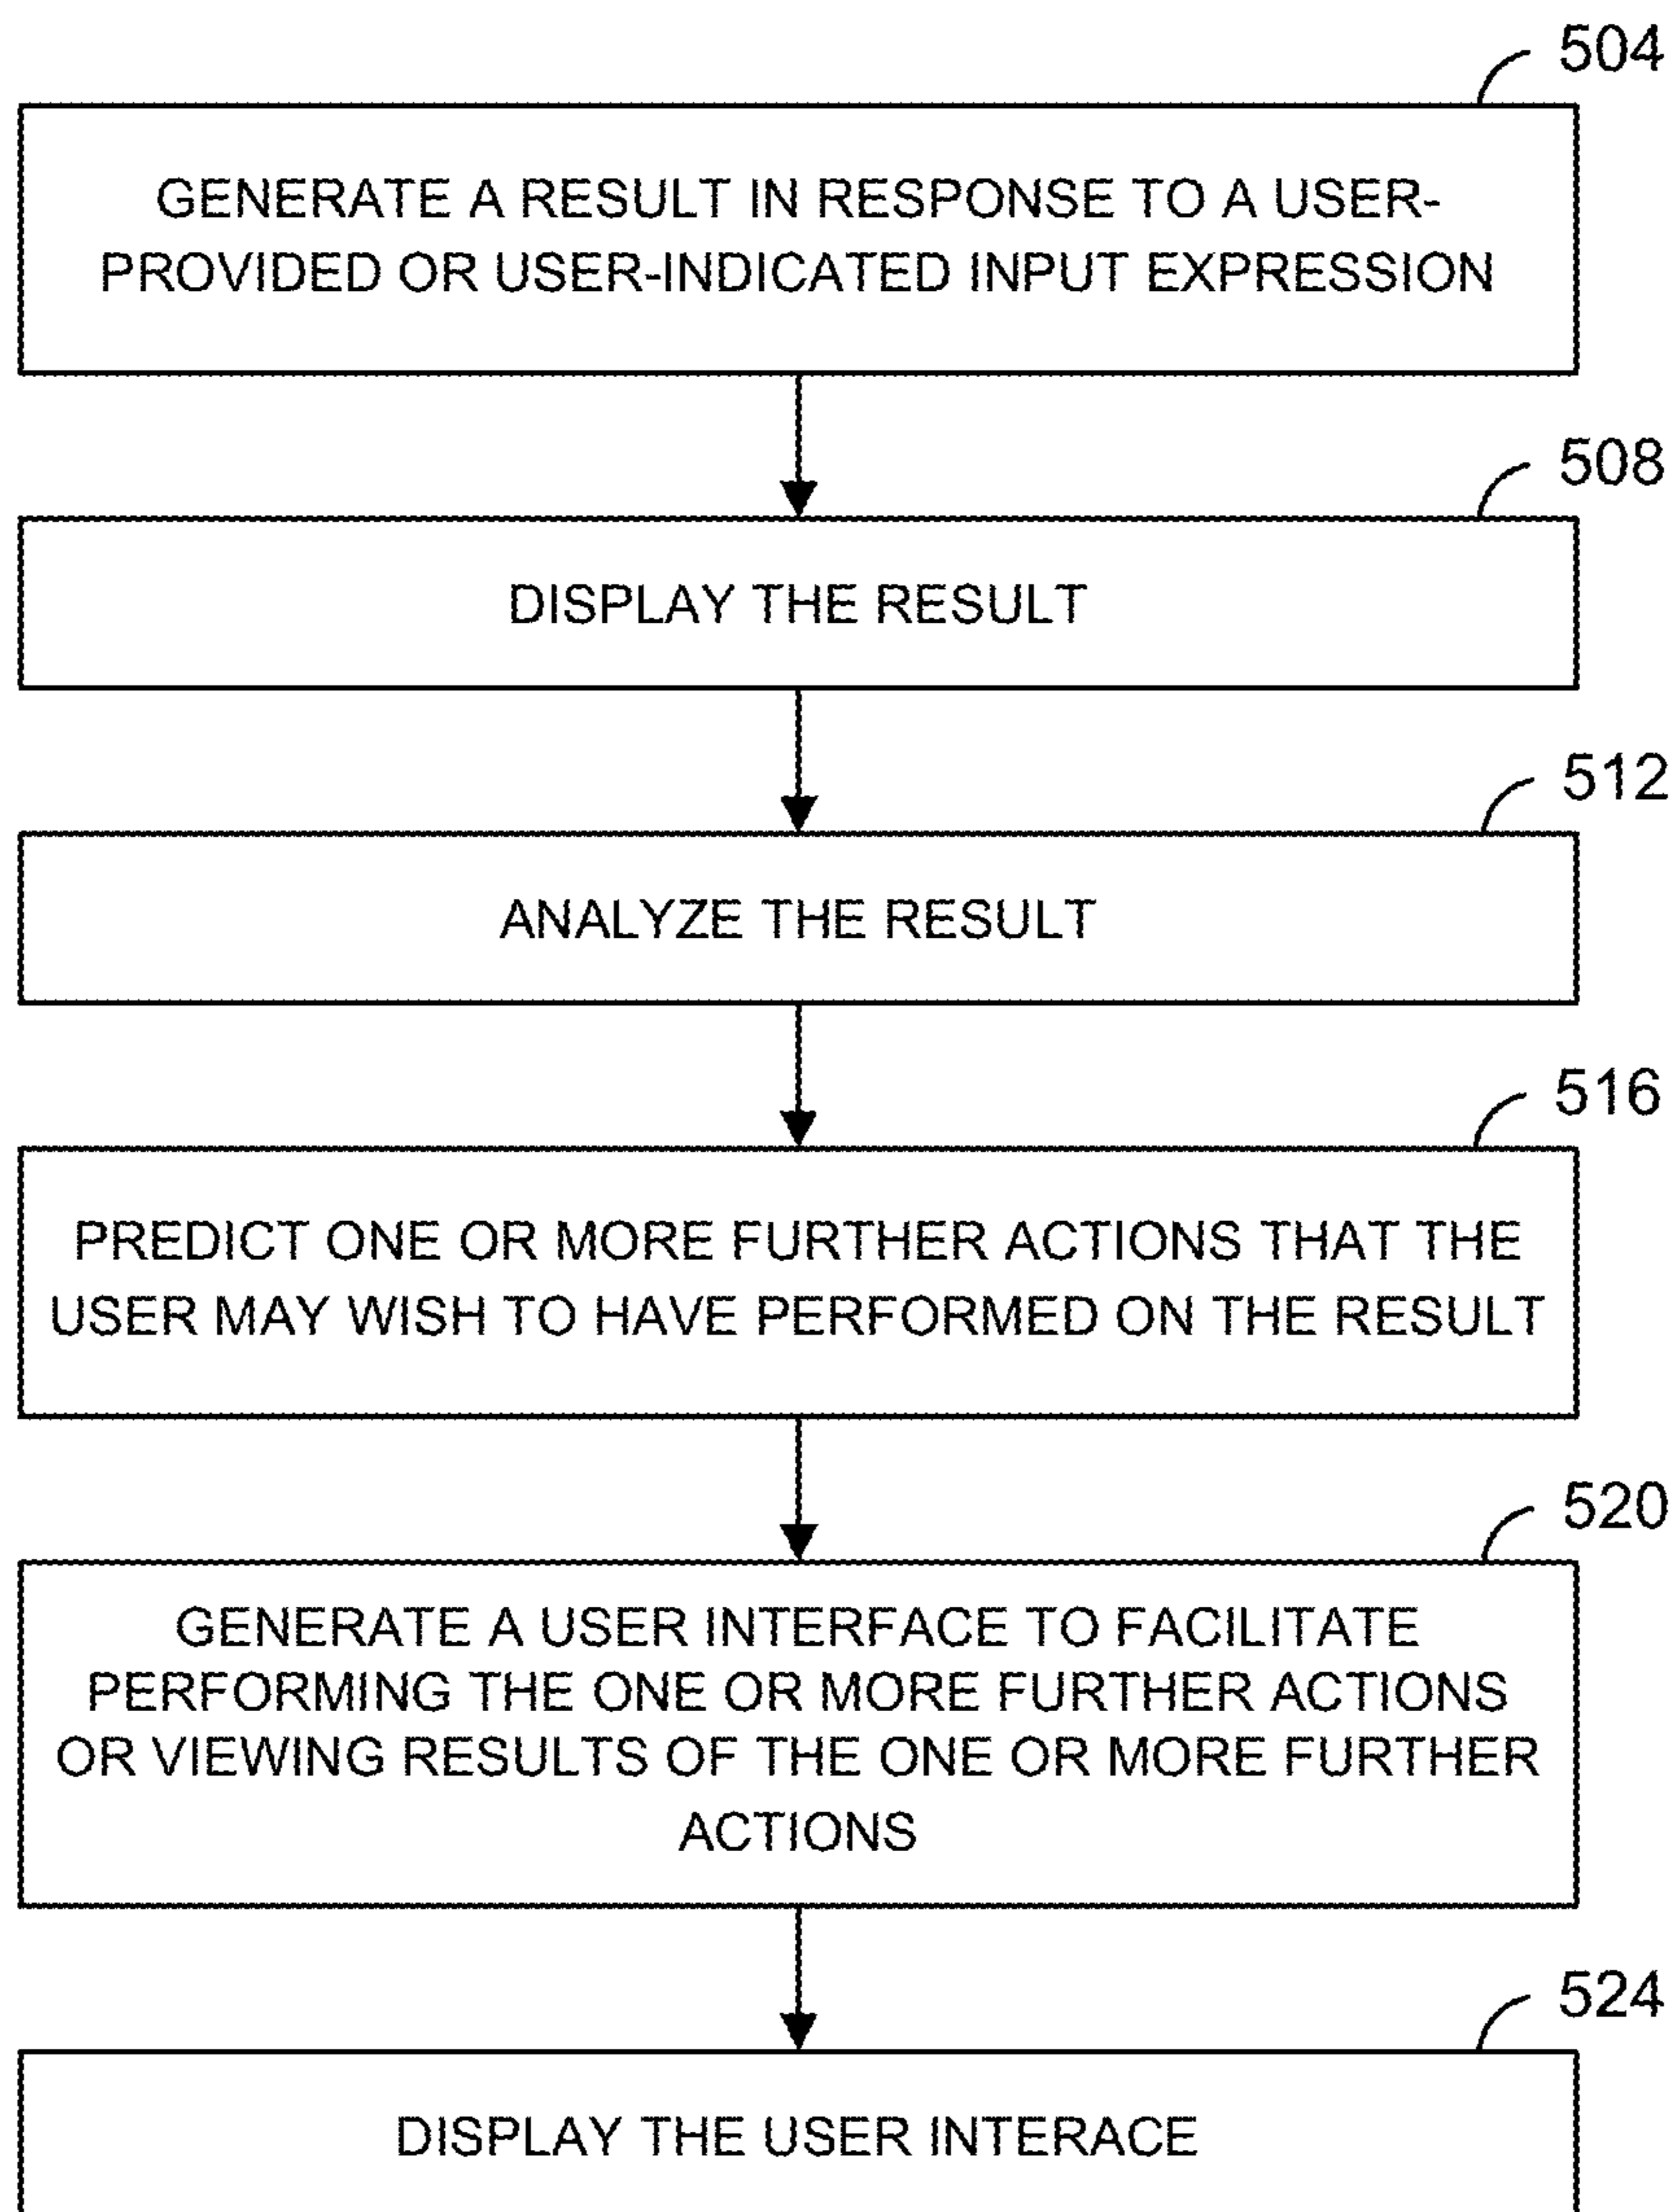 504
GENERATE A RESULT IN RESPONSE TO A USER-
PROVIDED OR USER-INDICATED INPUT EXPRESSION
508
DISPLAY THE RESULT
512
ANALYZE THE RESULT
516
PREDICT ONE OR MORE FURTHER ACTIONS THAT THE
USER MAY WISH TO HAVE PERFORMED ON THE RESULT
520
GENERATE A USER INTERFACE TO FACILITATE
PERFORMING THE ONE OR MORE FURTHER ACTIONS
OR VIEWING RESULTS OF THE ONE OR MORE FURTHER
ACTIONS
524
DISPLAY THE USER INTERACE